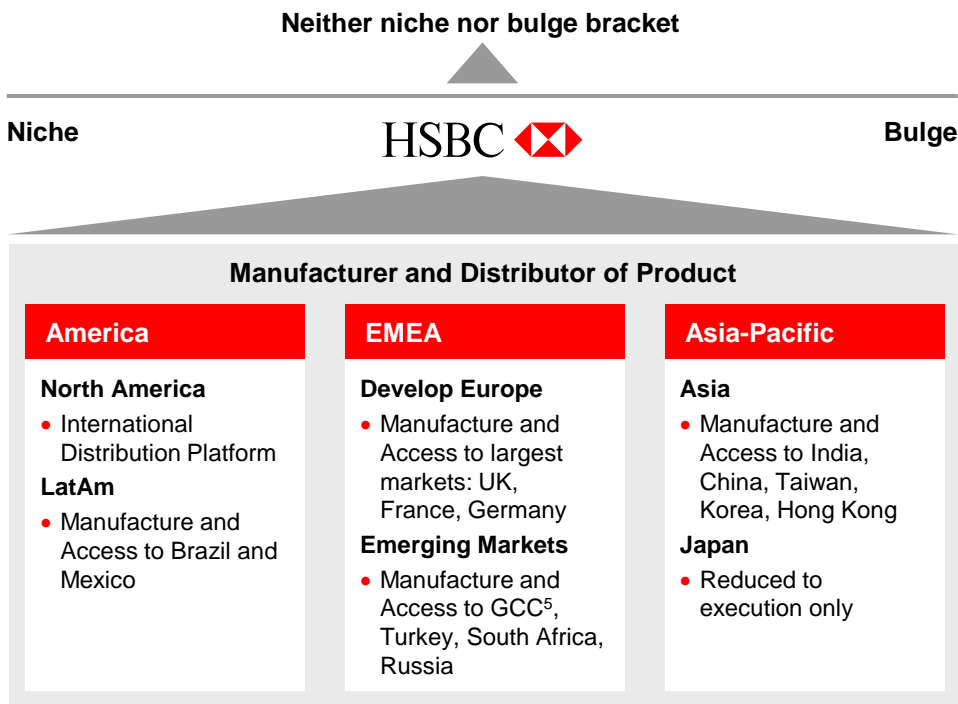 Neither niche nor bulge bracket
Niche
HSBC
Bulge
Manufacturer and Distributor of Product
America
North America
• International
Distribution Platform
LatAm
• Manufacture and
Access to Brazil and
Mexico
EMEA
Develop Europe
• Manufacture and
Access to largest
markets: UK,
France, Germany
Emerging Markets
• Manufacture and
Access to GCC⁵,
Turkey, South Africa,
Russia
Asia-Pacific
Asia
• Manufacture and
Access to India,
China, Taiwan,
Korea, Hong Kong
Japan
• Reduced to
execution only